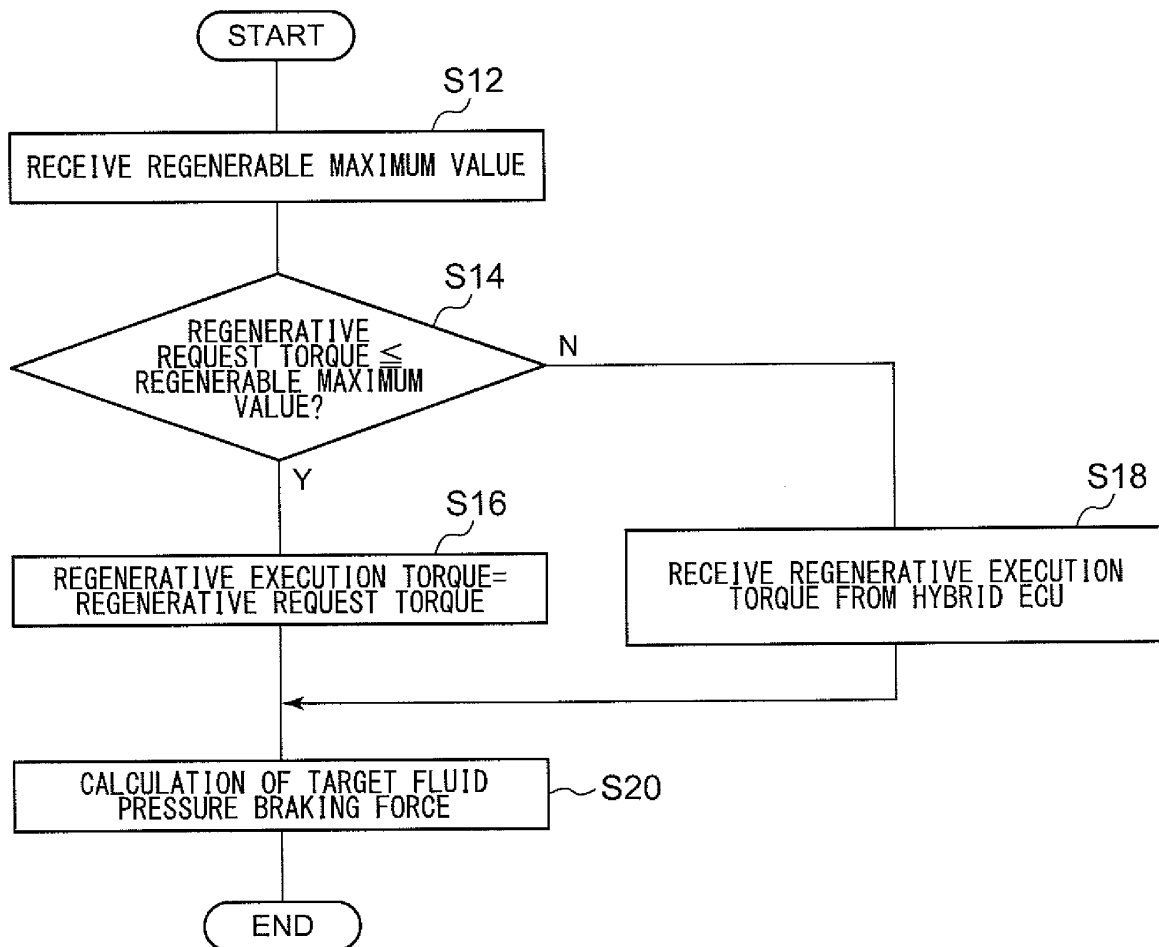 START
S12
RECEIVE REGENERABLE MAXIMUM VALUE
S14
REGENERATIVE
REQUEST TORQUE ≦
REGENERABLE MAXIMUM
VALUE?
N
Y
S16
REGENERATIVE EXECUTION TORQUE=
REGENERATIVE REQUEST TORQUE
S18
RECEIVE REGENERATIVE EXECUTION
TORQUE FROM HYBRID ECU
CALCULATION OF TARGET FLUID
PRESSURE BRAKING FORCE
S20
END